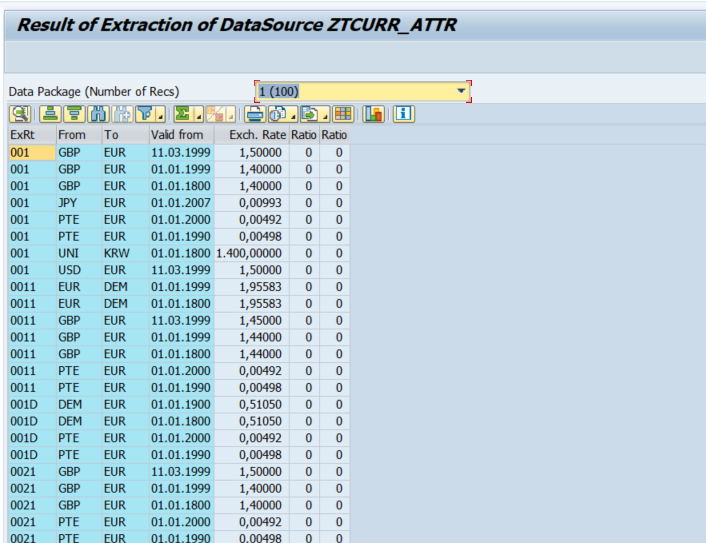 Result of Extraction of DataSource ZTCURR_ATTR
Data Package (Number of Recs) 1 (100)
ExRt From To Valid from Exch. Rate Ratio Ratio
001 GBP EUR 11.03.1999 1,50000 0 0
001 GBP EUR 01.01.1999 1,40000 0 0
001 GBP EUR 01.01.1800 1,40000 0 0
001 JPY EUR 01.01.2007 0,00993 0 0
001 PTE EUR 01.01.2000 0,00492 0 0
001 PTE EUR 01.01.1990 0,00498 0 0
001 UNI KRW 01.01.1800 1.400,00000 0 0
001 USD EUR 11.03.1999 1,50000 0 0
0011 EUR DEM 01.01.1999 1,95583 0 0
0011 EUR DEM 01.01.1800 1,95583 0 0
0011 GBP EUR 11.03.1999 1,45000 0 0
0011 GBP EUR 01.01.1999 1,44000 0 0
0011 GBP EUR 01.01.1800 1,44000 0 0
0011 PTE EUR 01.01.2000 0,00492 0 0
0011 PTE EUR 01.01.1990 0,00498 0 0
001D DEM EUR 01.01.1900 0,51050 0 0
001D DEM EUR 01.01.1800 0,51050 0 0
001D PTE EUR 01.01.2000 0,00492 0 0
001D PTE EUR 01.01.1990 0,00498 0 0
0021 GBP EUR 11.03.1999 1,50000 0 0
0021 GBP EUR 01.01.1999 1,40000 0 0
0021 GBP EUR 01.01.1800 1,40000 0 0
0021 PTE EUR 01.01.2000 0,00492 0 0
0021 PTE EUR 01.01.1990 0,00498 0 0